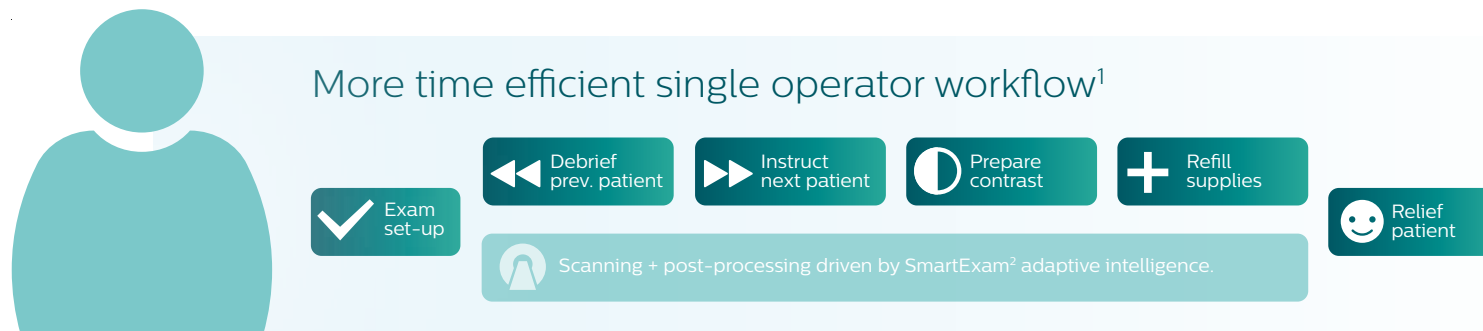 More time efficient single operator workflow¹
Exam
set-up
Debrief
prev. patient
Instruct
next patient
Prepare
contrast
Refill
supplies
Scanning + post-processing driven by SmartExam² adaptive intelligence.
Relief
patient